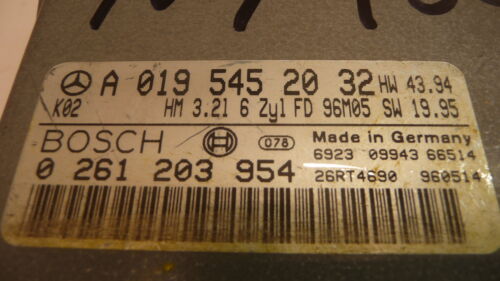 A 019 545 20 32 HW 43.94
K02 HM 3.2l 6 Zyl FD 96M05 SW 19.95
BOSCH 078 Made in Germany
6923 09943 66514
0 261 203 954 26RT4690 960514